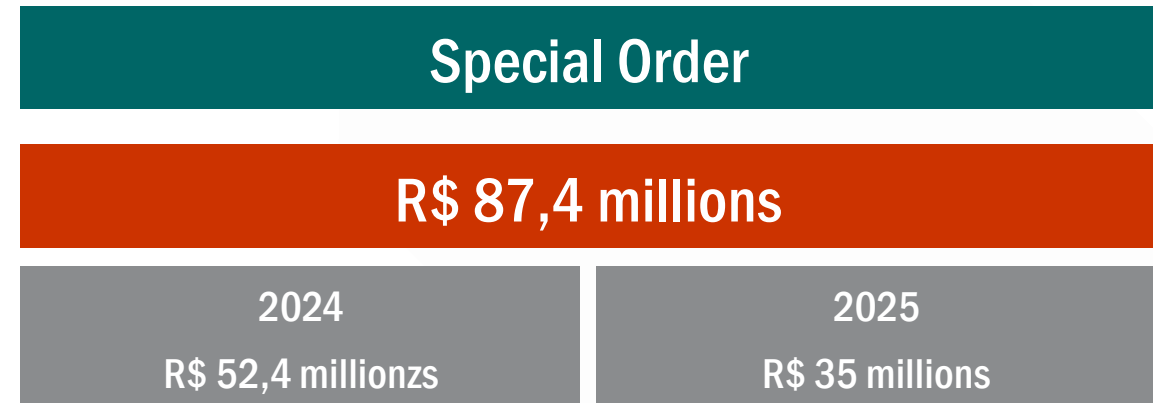 Special Order
R$ 87,4 millions
2024
R$ 52,4 millionzs
2025
R$ 35 millions